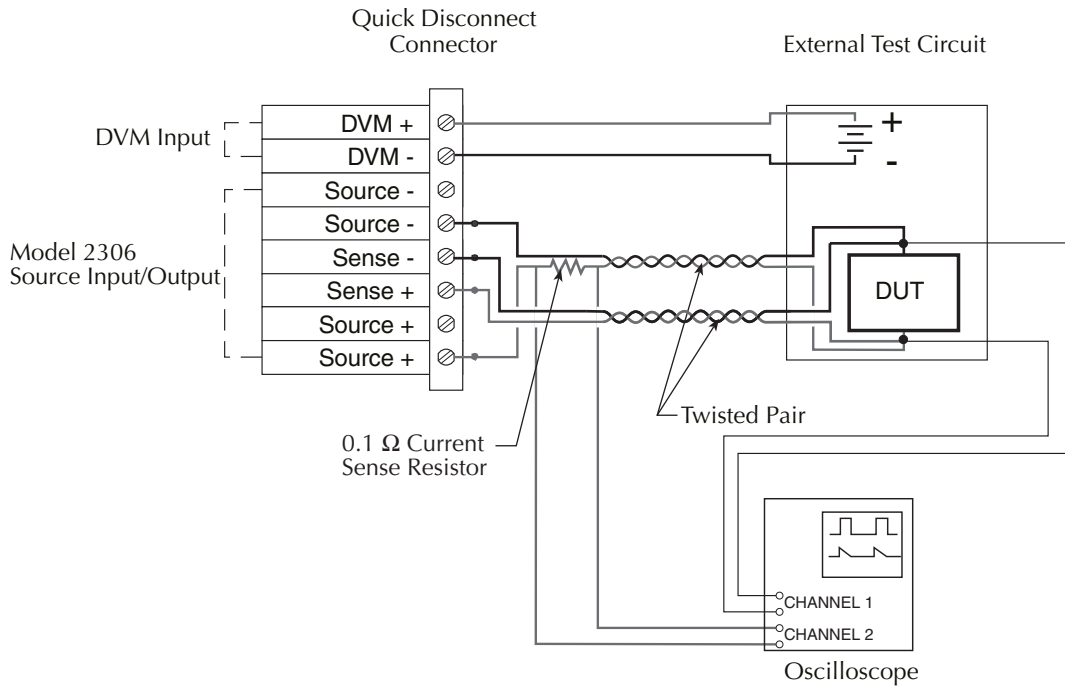 Quick Disconnect
Connector
External Test Circuit
DVM Input
DVM +
DVM -
Source -
Source -
Sense -
Sense +
Source +
Source +
Model 2306
Source Input/Output
+
-
DUT
Twisted Pair
0.1 Ω Current
Sense Resistor
CHANNEL 1
CHANNEL 2
Oscilloscope